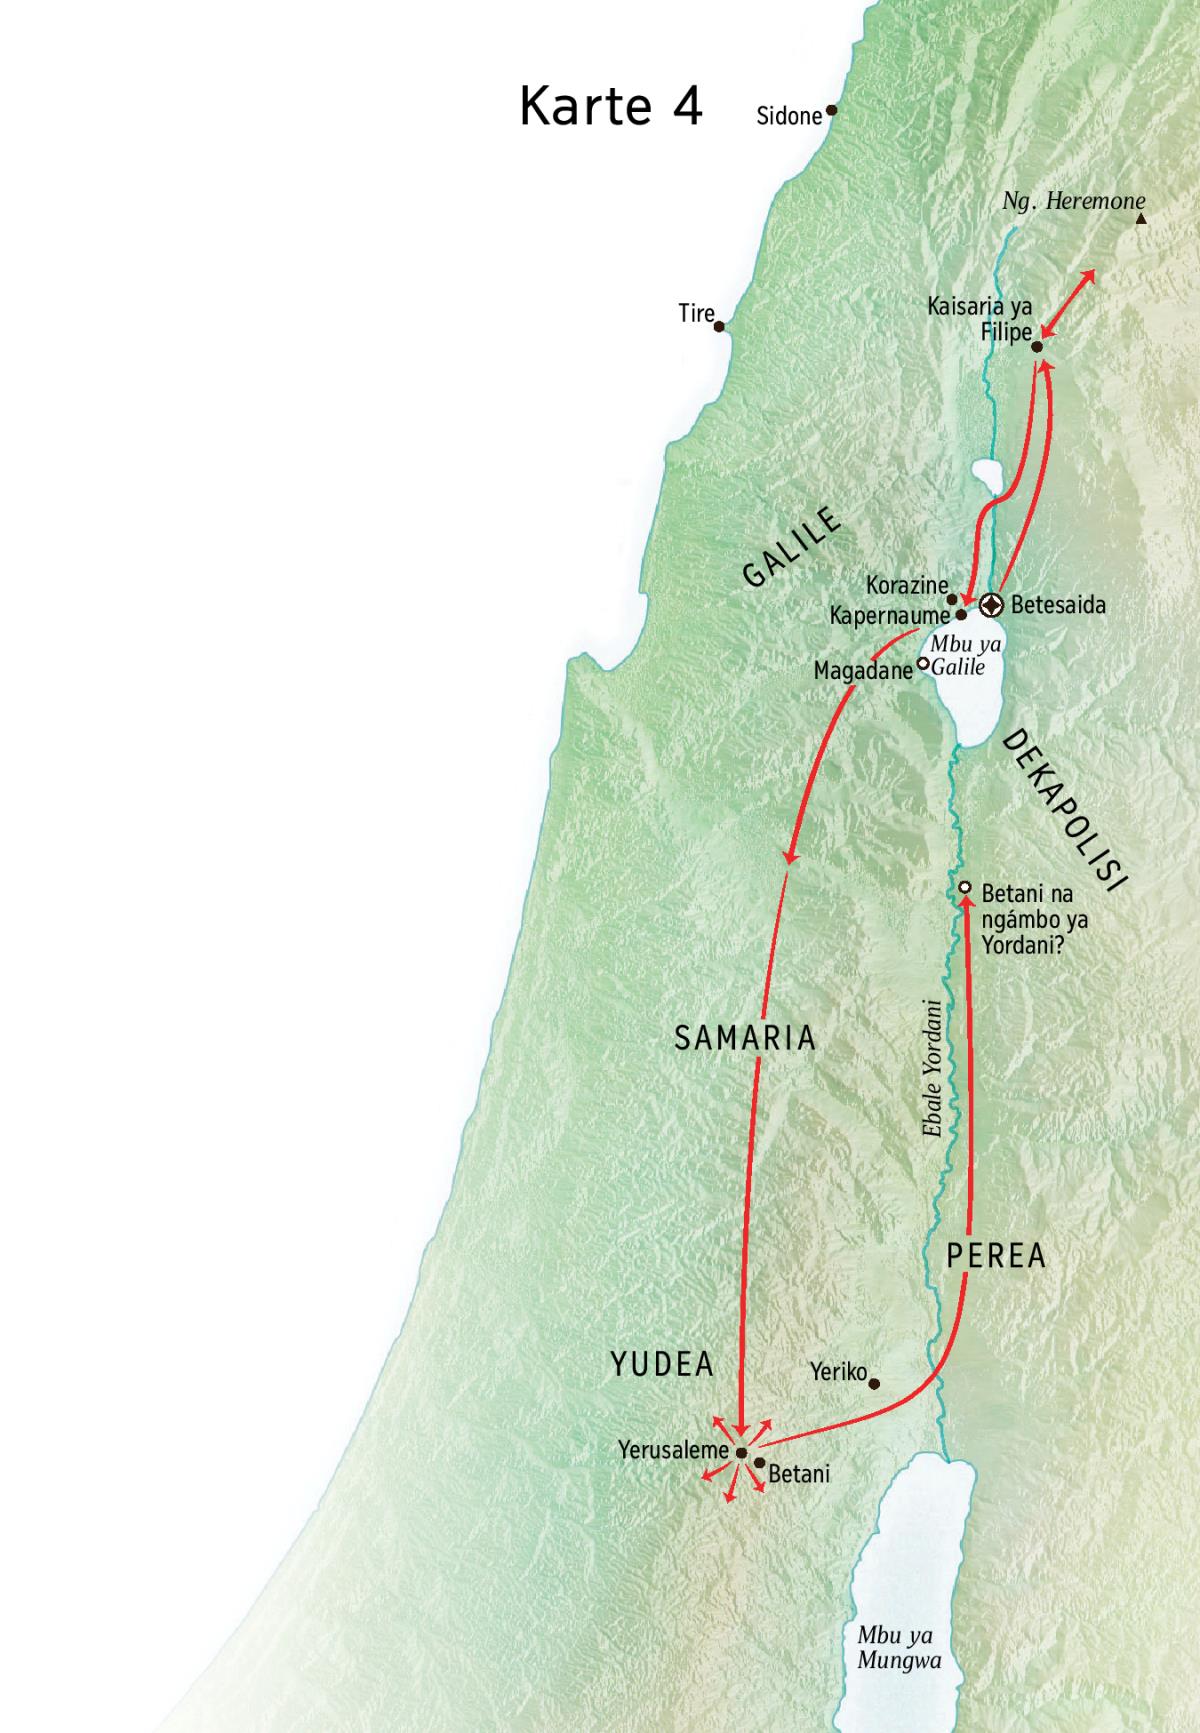 Karte 4
Sidone
Ng. Heremone
Tire
Kaisaria ya
Filipe
GALILE
Korazine
Kapernaume
Betesaida
Mbu ya
Galile
Magadane
DEKAPOLISI
Betani na
ngámbo ya
Yordani?
Ebale Yordani
SAMARIA
PEREA
YUDEA
Yeriko
Yerusaleme
Betani
Mbu ya
Mungwa